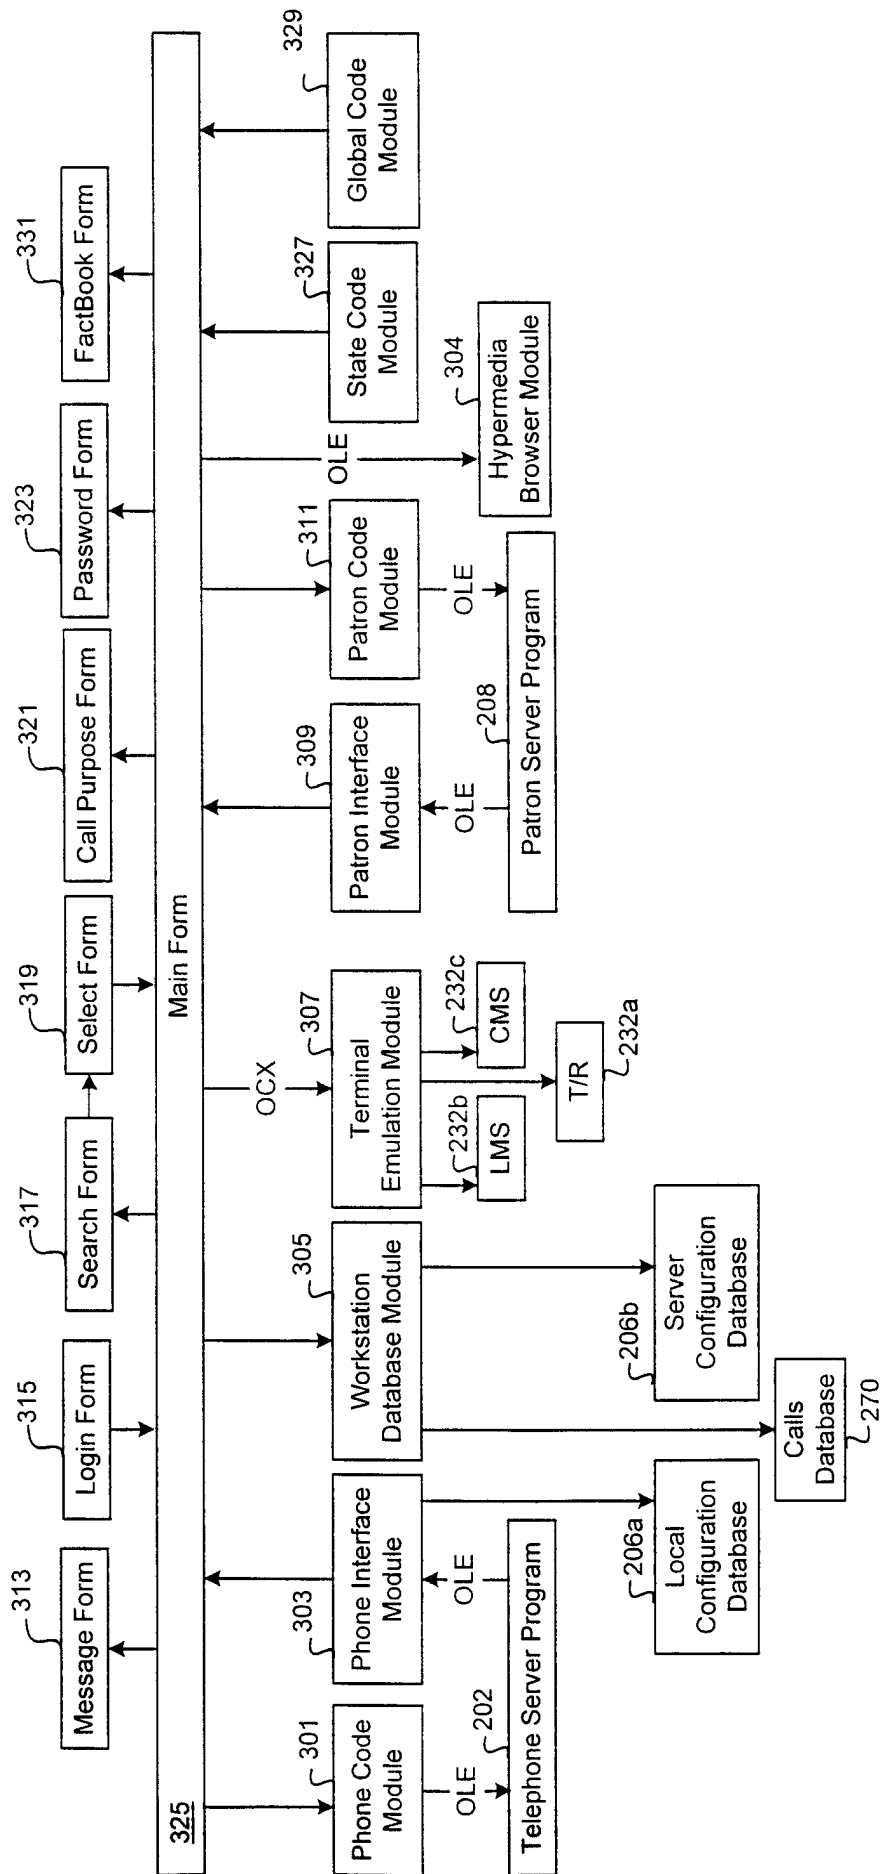 313
Message Form
315
Login Form
317
Search Form
319
Select Form
321
Call Purpose Form
323
Password Form
331
FactBook Form
325
Main Form
301
Phone Code
Module
OLE
202
Telephone Server Program
303
Phone Interface
Module
OLE
206a
Local
Configuration
Database
305
Workstation
Database Module
206b
Server
Configuration
Database
Calls
Database
270
OCX
307
Terminal
Emulation Module
232b
LMS
232c
CMS
T/R
232a
309
Patron Interface
Module
OLE
208
Patron Server Program
311
Patron Code
Module
OLE
OLE
304
Hypermedia
Browser Module
327
State Code
Module
329
Global Code
Module